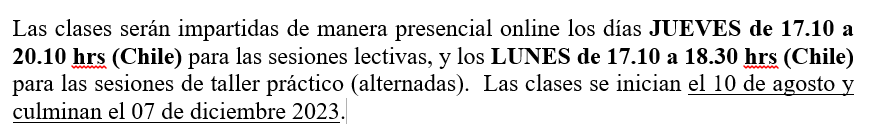 Las clases serán impartidas de manera presencial online los días JUEVES de 17.10 a
20.10 hrs (Chile) para las sesiones lectivas, y los LUNES de 17.10 a 18.30 hrs (Chile)
para las sesiones de taller práctico (alternadas).  Las clases se inician el 10 de agosto y
culminan el 07 de diciembre 2023.